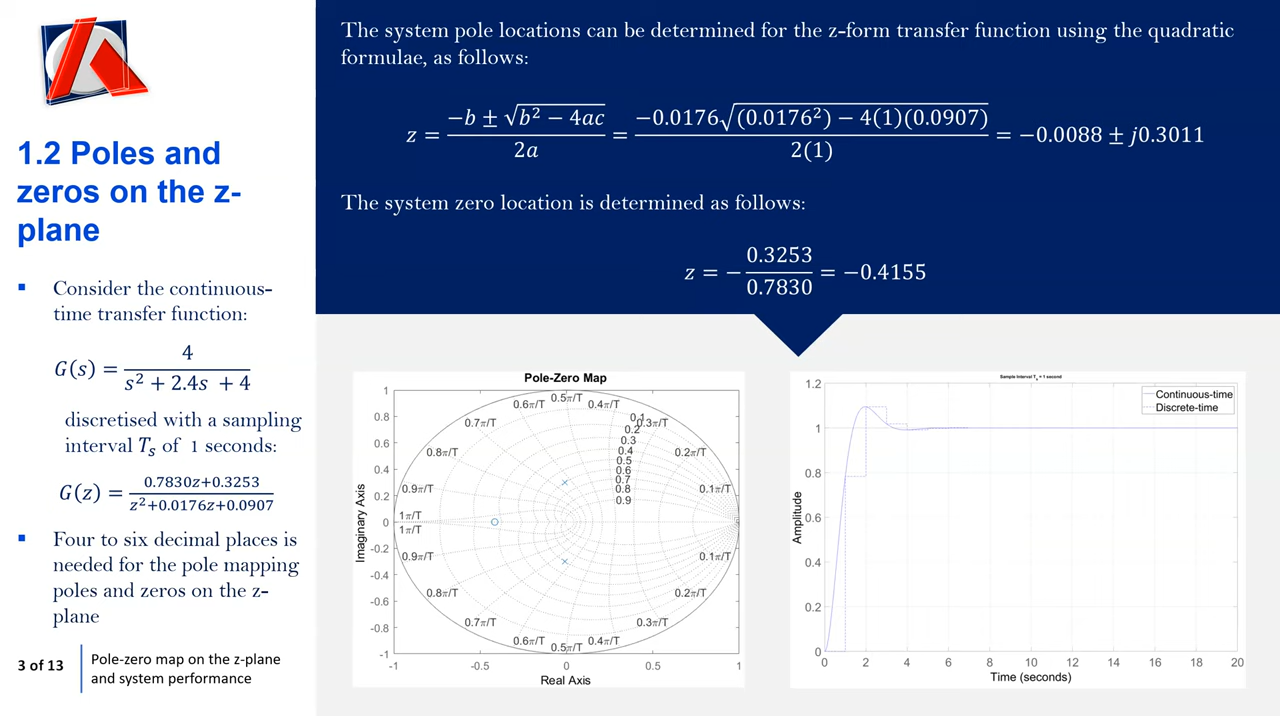 1.2 Poles and
zeros on the z-
plane
▪ Consider the continuous-
time transfer function:
G(s) = 4 / (s² + 2.4s + 4)
discretised with a sampling
interval Tₛ of 1 seconds:
G(z) = (0.7830z+0.3253) / (z²+0.0176z+0.0907)
▪ Four to six decimal places is
needed for the pole mapping
poles and zeros on the z-
plane
3 of 13
Pole-zero map on the z-plane
and system performance
The system pole locations can be determined for the z-form transfer function using the quadratic
formulae, as follows:
z = (−b ± √(b² − 4ac)) / 2a = (−0.0176√((0.0176²) − 4(1)(0.0907))) / 2(1) = −0.0088 ± j0.3011
The system zero location is determined as follows:
z = − 0.3253 / 0.7830 = −0.4155
Pole-Zero Map
Imaginary Axis
1
0.8
0.6
0.4
0.2
0
-0.2
-0.4
-0.6
-0.8
-1
0.5π/T
0.6π/T
0.4π/T
0.7π/T
0.3π/T
0.8π/T
0.2π/T
0.9π/T
0.1π/T
1π/T
1π/T
0.9π/T
0.1π/T
0.8π/T
0.2π/T
0.7π/T
0.3π/T
0.6π/T
0.4π/T
0.5π/T
0.1
0.2
0.3
0.4
0.5
0.6
0.7
0.8
0.9
-1 -0.5 0 0.5 1
Real Axis
Sample Interval Tₛ = 1 second
Continuous-time
Discrete-time
Amplitude
1.2
1
0.8
0.6
0.4
0.2
0
0 2 4 6 8 10 12 14 16 18 20
Time (seconds)